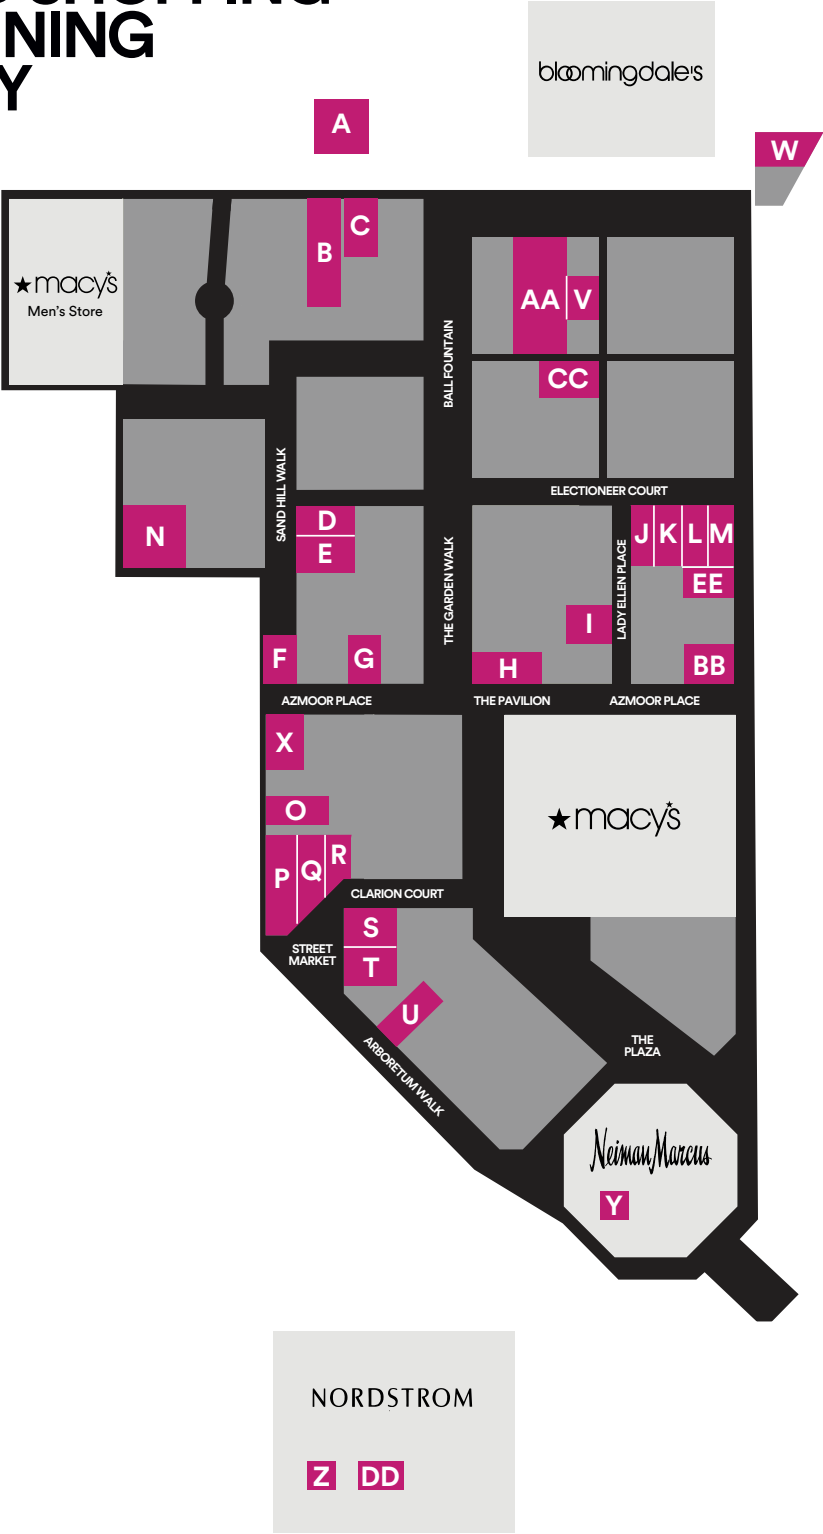 NING
Y
bloomingdale's
A
W
C
B
macy's
Men's Store
AA
V
BALL FOUNTAIN
CC
SAND HILL WALK
ELECTIONEER COURT
N
D
E
THE GARDEN WALK
LADY ELLEN PLACE
J
K
L
M
EE
I
F
G
H
BB
AZMOOR PLACE
THE PAVILION
AZMOOR PLACE
X
O
macy's
P
Q
R
CLARION COURT
S
STREET
MARKET
T
U
ARBORETUM WALK
THE
PLAZA
Neiman Marcus
Y
NORDSTROM
Z
DD